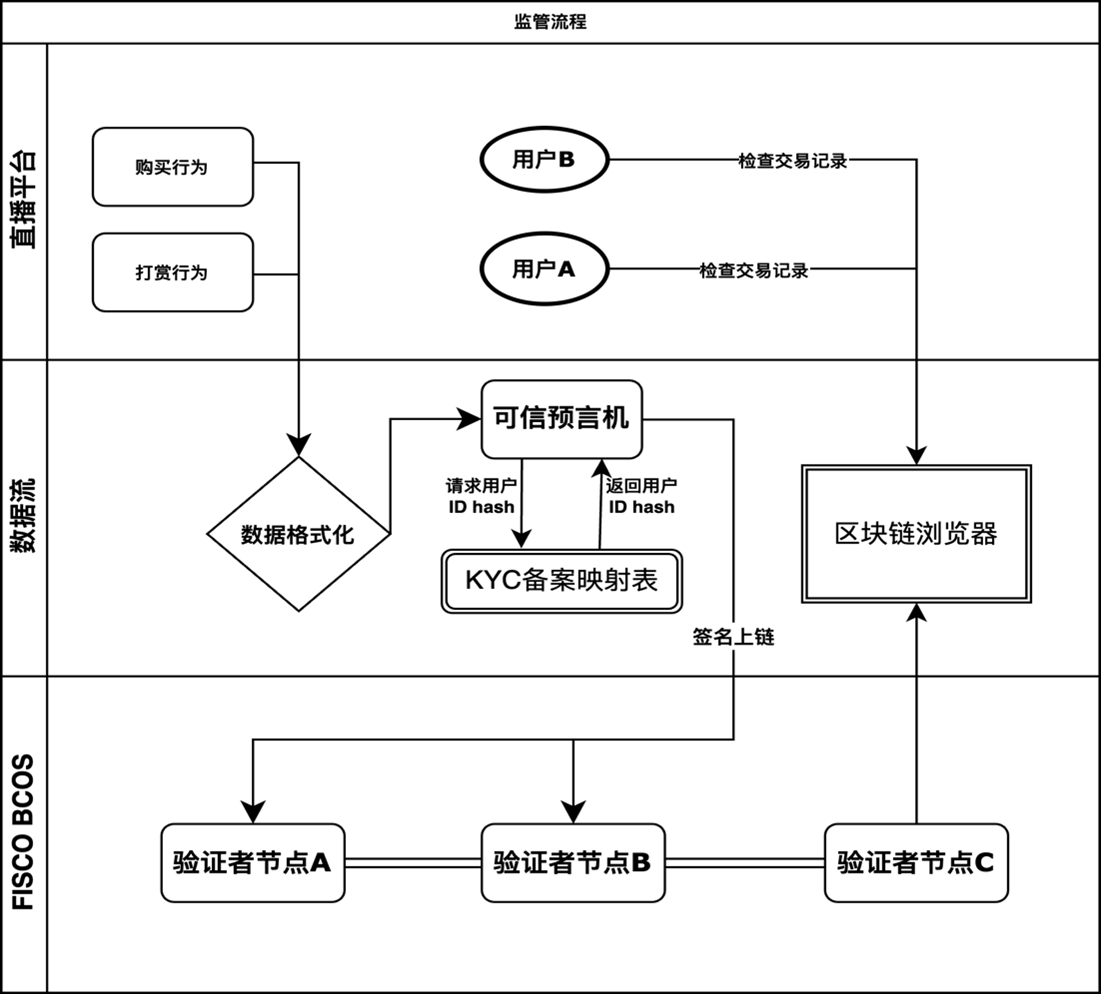 监管流程
直播平台
购买行为
打赏行为
用户B
检查交易记录
用户A
检查交易记录
数据流
数据格式化
可信预言机
请求用户
ID hash
返回用户
ID hash
KYC备案映射表
区块链浏览器
签名上链
FISCO BCOS
验证者节点A
验证者节点B
验证者节点C